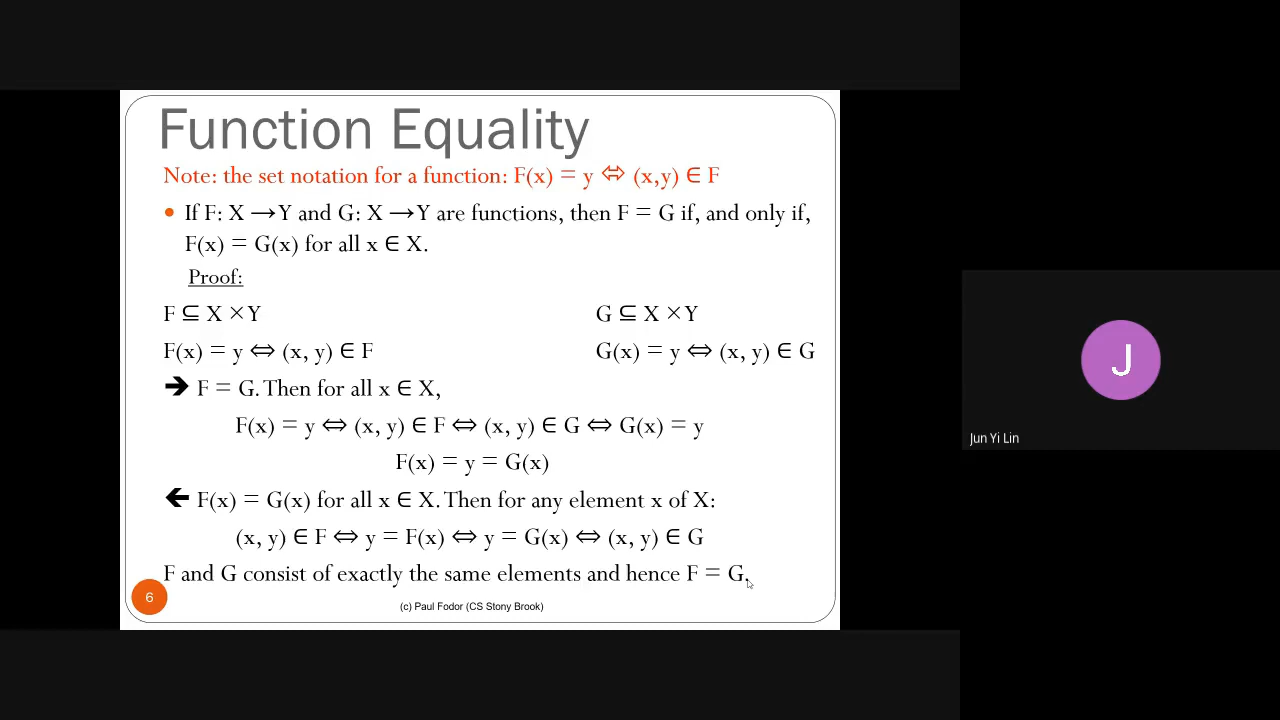 Function Equality
Note: the set notation for a function: F(x) = y ⇔ (x,y) ∈ F
• If F: X → Y and G: X → Y are functions, then F = G if, and only if,
F(x) = G(x) for all x ∈ X.
Proof:
F ⊆ X × Y G ⊆ X × Y
F(x) = y ⇔ (x, y) ∈ F G(x) = y ⇔ (x, y) ∈ G
➔ F = G. Then for all x ∈ X,
F(x) = y ⇔ (x, y) ∈ F ⇔ (x, y) ∈ G ⇔ G(x) = y
F(x) = y = G(x)
🡸 F(x) = G(x) for all x ∈ X. Then for any element x of X:
(x, y) ∈ F ⇔ y = F(x) ⇔ y = G(x) ⇔ (x, y) ∈ G
F and G consist of exactly the same elements and hence F = G.
6
(c) Paul Fodor (CS Stony Brook)
J
Jun Yi Lin